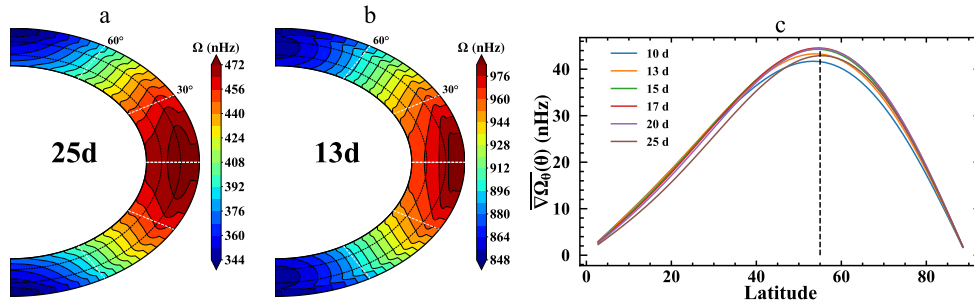 a
Ω (nHz)
60°
30°
25d
472
460
440
424
408
392
376
360
344
b
Ω (nHz)
60°
30°
13d
976
960
944
928
912
896
880
864
848
c
10 d
13 d
15 d
17 d
20 d
25 d
∇Ω̅θ(θ) (nHz)
40
30
20
10
0
0
20
40
60
80
Latitude